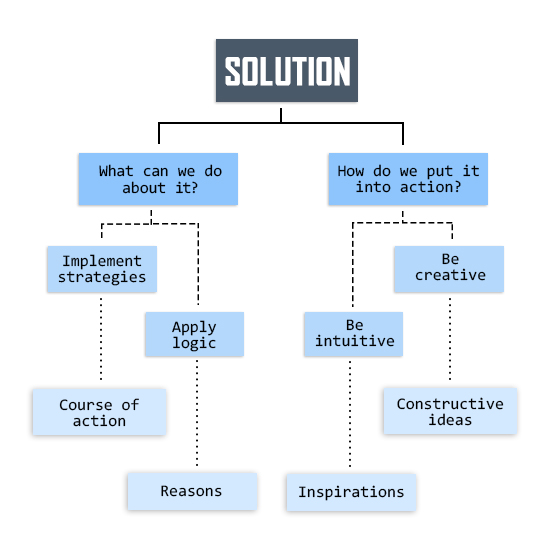 SOLUTION
What can we do
about it?
How do we put it
into action?
Implement
strategies
Be
creative
Apply
logic
Be
intuitive
Course of
action
Constructive
ideas
Reasons
Inspirations